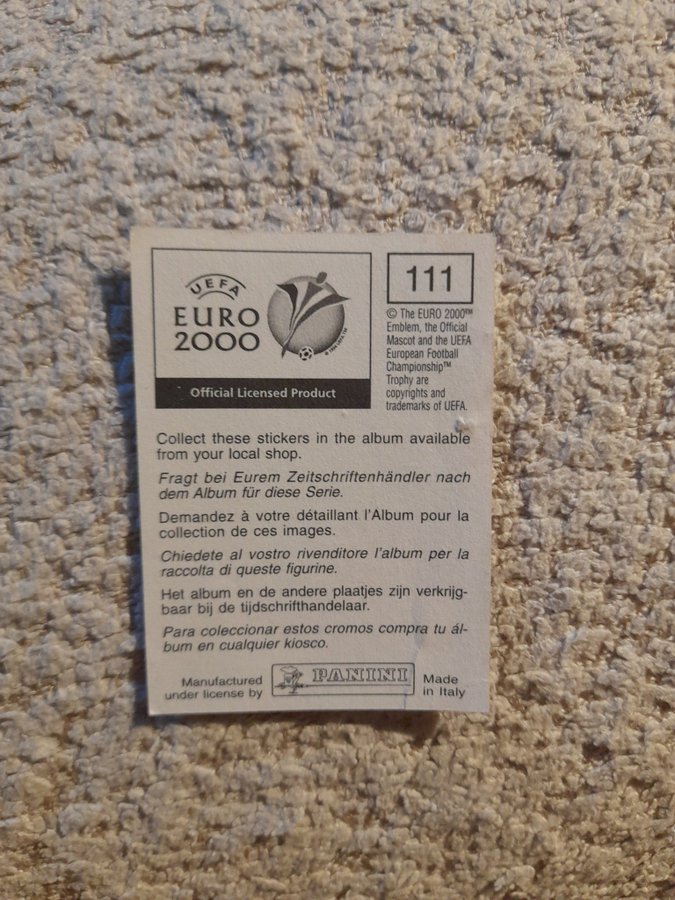 UEFA
EURO
2000
Official Licensed Product
111
© The EURO 2000™
Emblem, the Official
Mascot and the UEFA
European Football
Championship™
Trophy are
copyrights and
trademarks of UEFA.
Collect these stickers in the album available
from your local shop.
Fragt bei Eurem Zeitschriftenhändler nach
dem Album für diese Serie.
Demandez à votre détaillant l'Album pour la
collection de ces images.
Chiedete al vostro rivenditore l'album per la
raccolta di queste figurine.
Het album en de andere plaatjes zijn verkrijg-
baar bij de tijdschrifthandelaar.
Para coleccionar estos cromos compra tu ál-
bum en cualquier kiosco.
Manufactured
under license by
PANINI
Made
in Italy